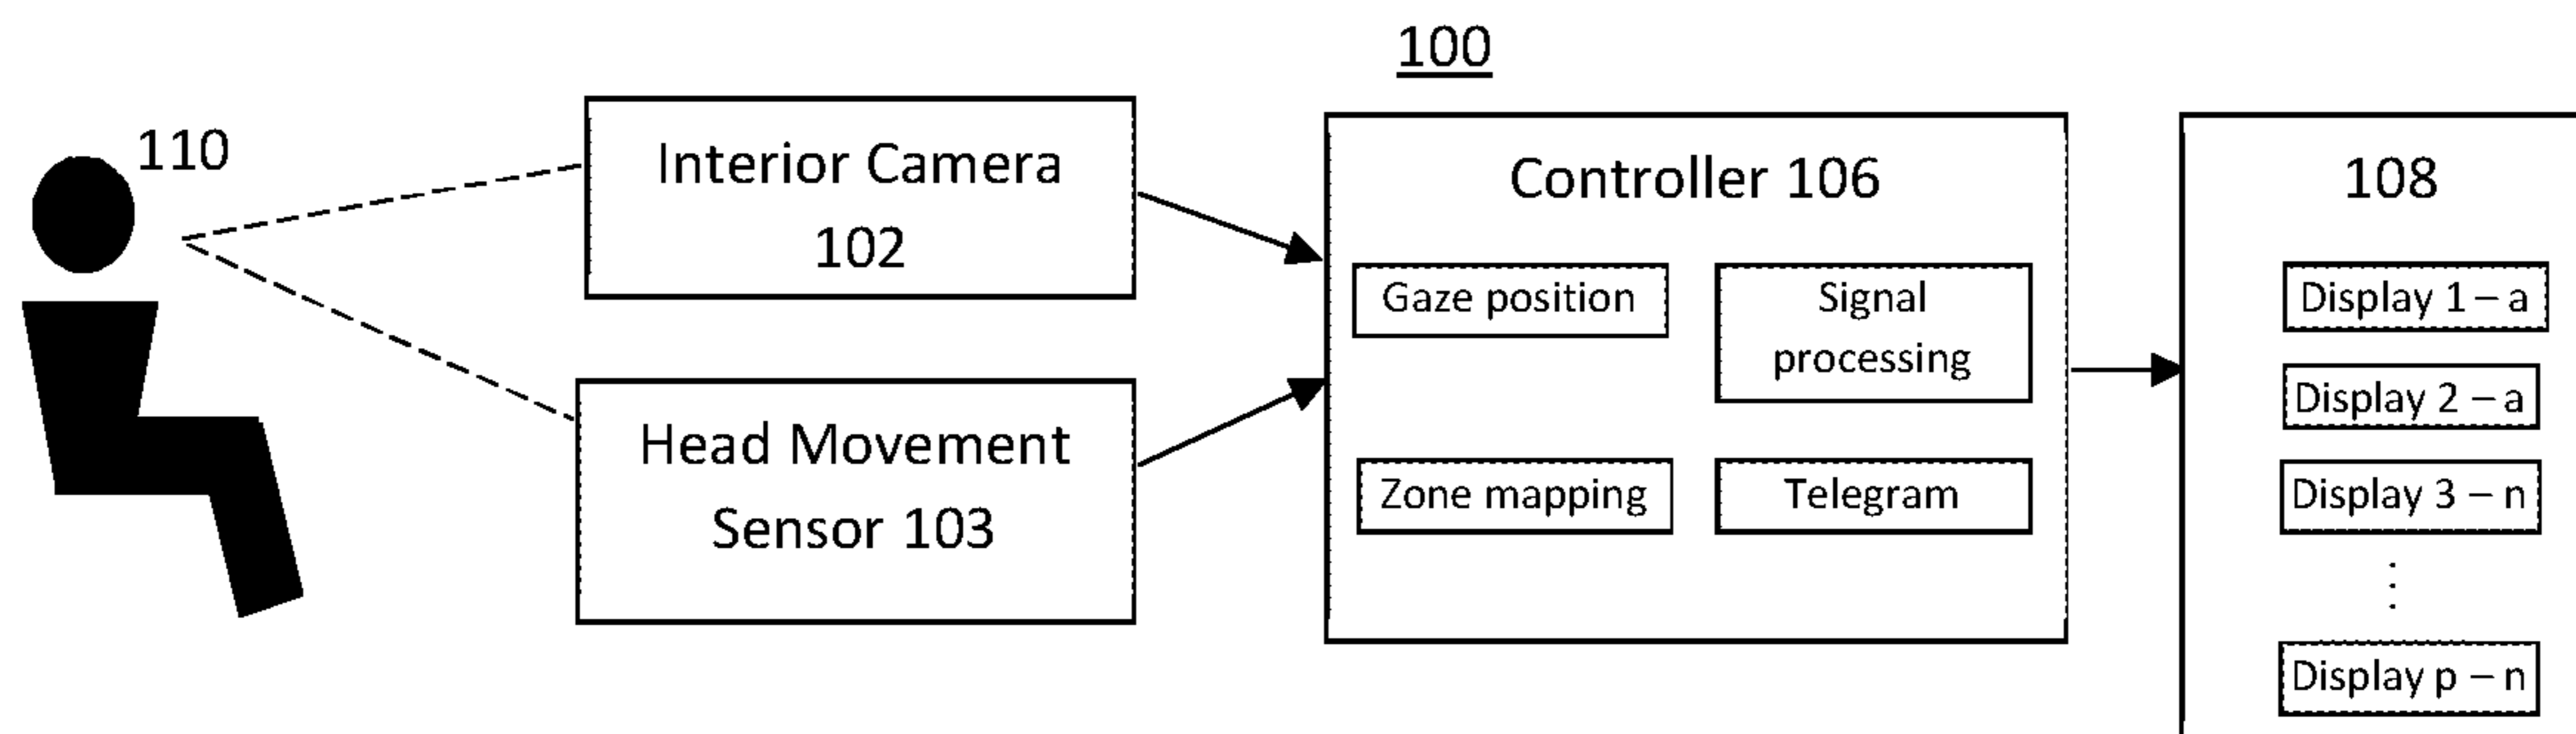 100
110
Interior Camera
102
Head Movement
Sensor 103
Controller 106
Gaze position
Signal
processing
Zone mapping
Telegram
108
Display 1 – a
Display 2 – a
Display 3 – n
⋮
Display p – n